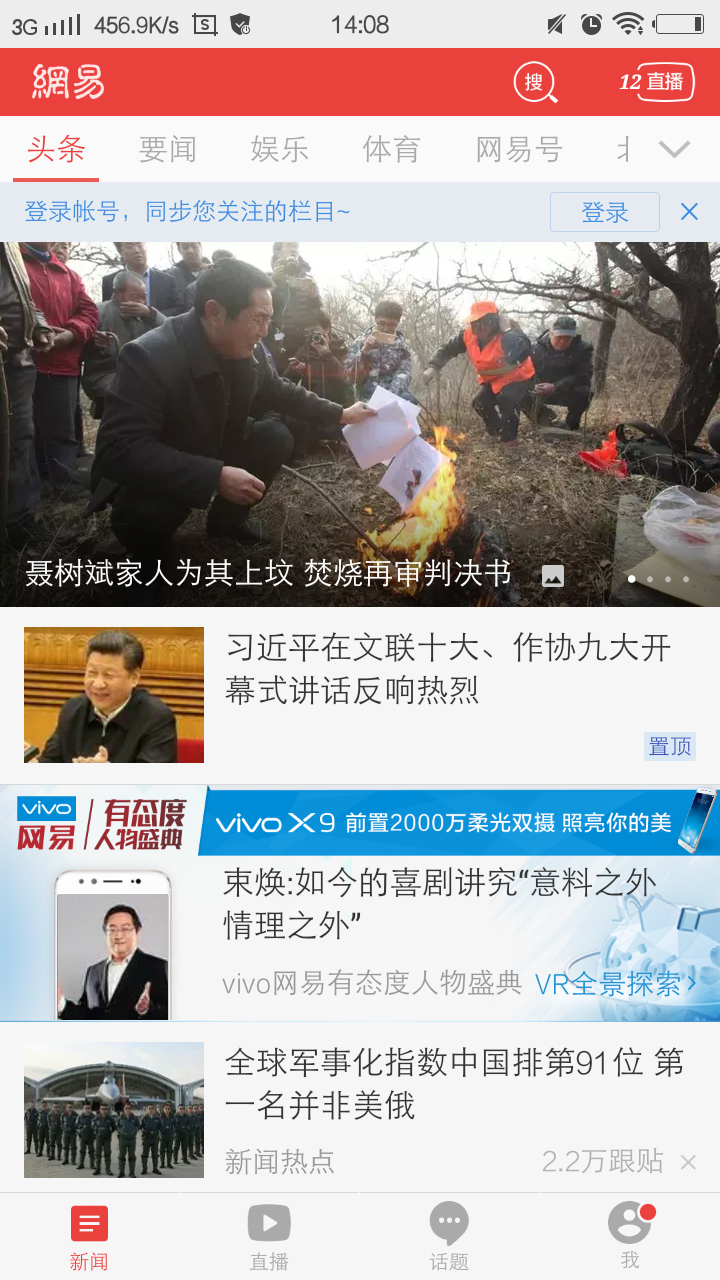 3G 456.9K/s S 14:08
網易 搜 12 直播
头条 要闻 娱乐 体育 网易号
登录帐号，同步您关注的栏目~ 登录
聂树斌家人为其上坟 焚烧再审判决书
习近平在文联十大、作协九大开
幕式讲话反响热烈
置顶
vivo 网易 有态度 人物盛典
vivo X9 前置2000万柔光双摄 照亮你的美
束焕:如今的喜剧讲究“意料之外
情理之外”
vivo网易有态度人物盛典 VR全景探索
全球军事化指数中国排第91位 第
一名并非美俄
新闻热点 2.2万跟贴
新闻 直播 话题 我